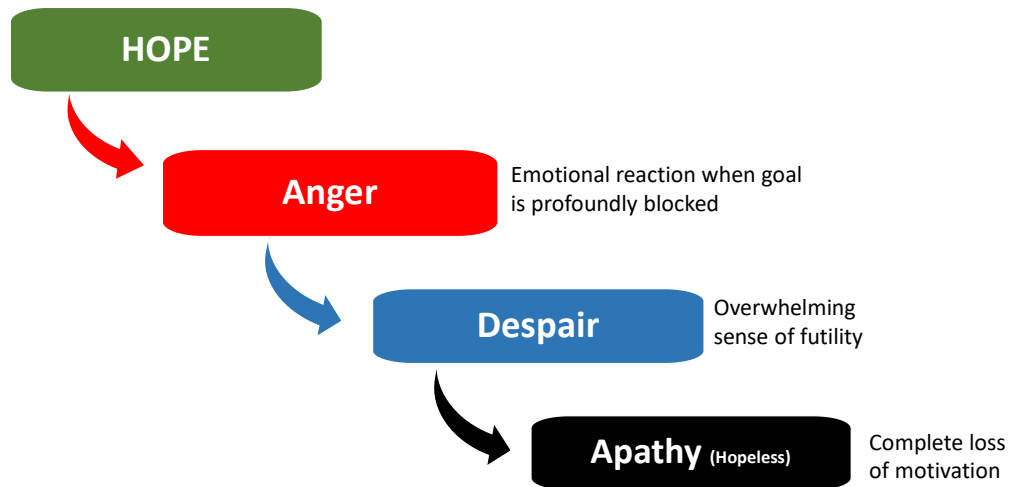 HOPE
Anger
Emotional reaction when goal
is profoundly blocked
Despair
Overwhelming
sense of futility
Apathy (Hopeless)
Complete loss
of motivation